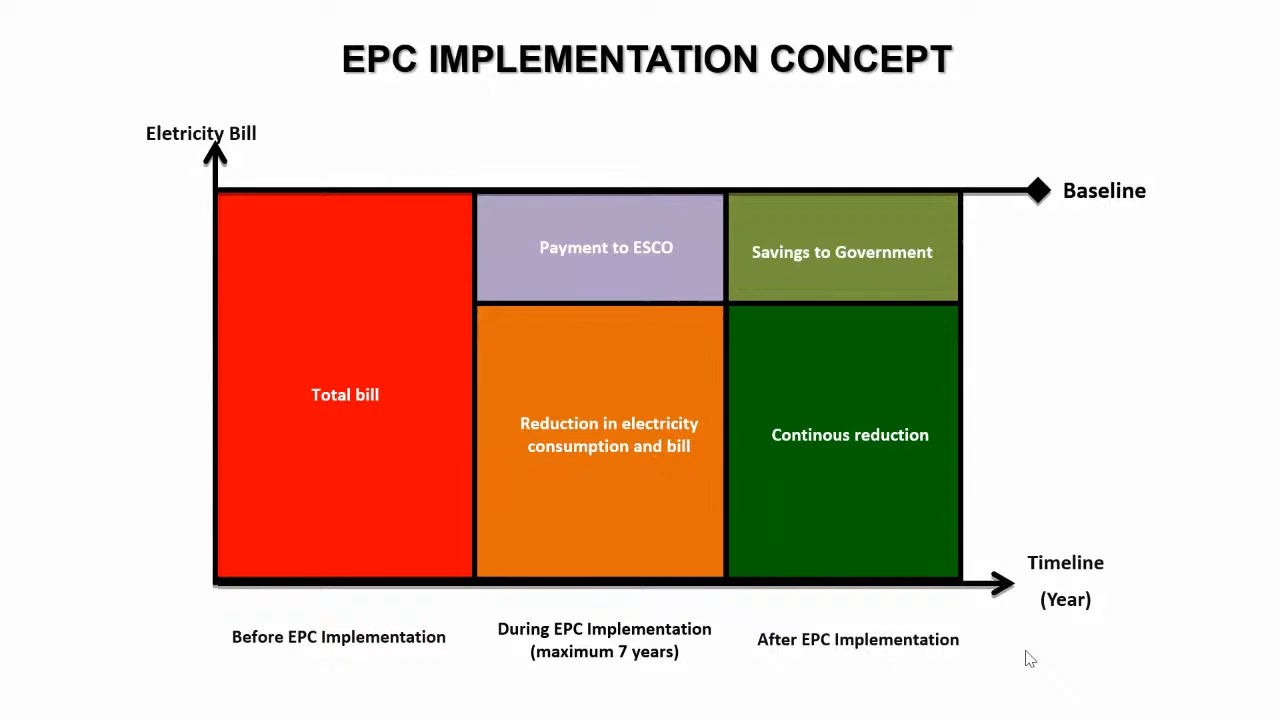 EPC IMPLEMENTATION CONCEPT
Eletricity Bill
Baseline
Payment to ESCO
Savings to Government
Total bill
Reduction in electricity
consumption and bill
Continous reduction
Timeline
(Year)
Before EPC Implementation
During EPC Implementation
(maximum 7 years)
After EPC Implementation